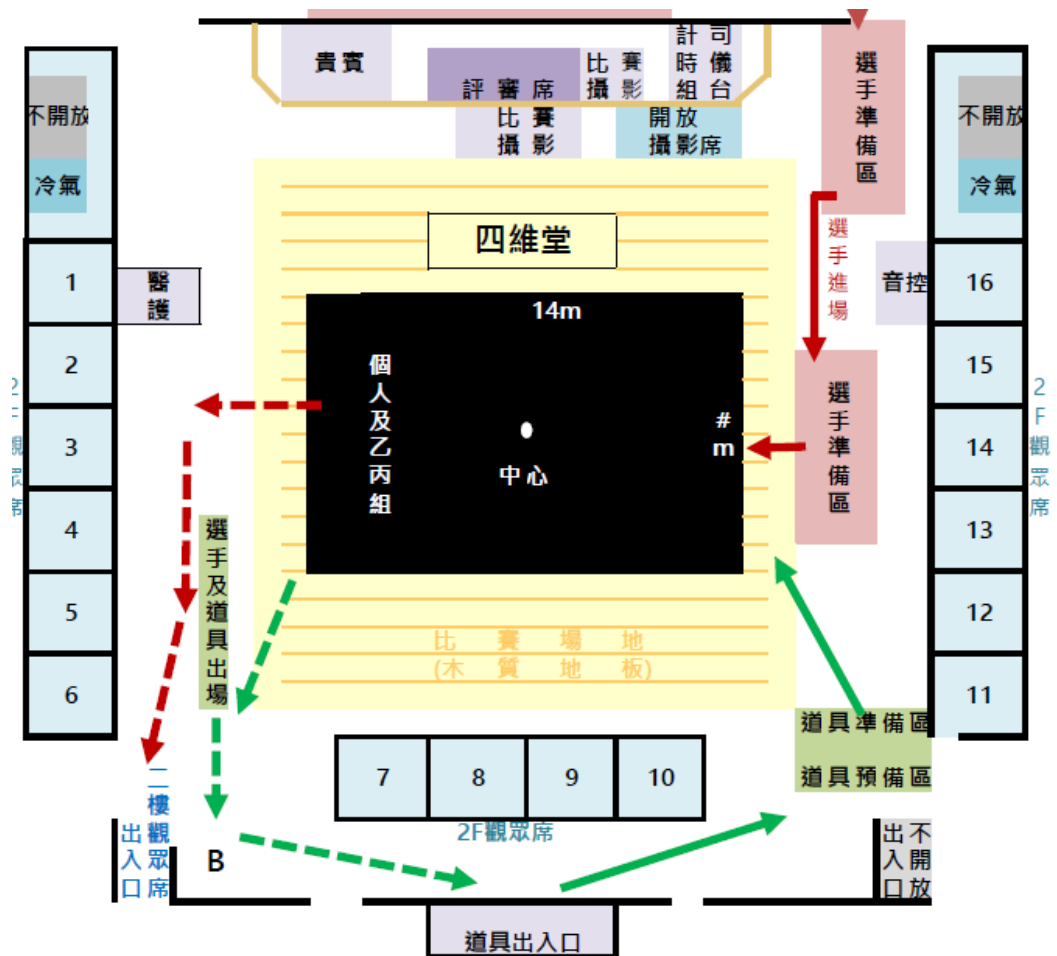 貴賓
評審席
比賽
攝影
計時組
司儀台
比賽
攝影
開放
攝影席
選手準備區
不開放
冷氣
不開放
冷氣
四維堂
選手進場
1
醫護
音控
16
14m
2
15
個人及乙丙組
中心
#m
選手準備區
3
14
2F觀眾席
2F觀眾席
4
13
選手及道具出場
5
12
6
11
比賽場地
(木質地板)
道具準備區
道具預備區
7
8
9
10
2F觀眾席
二樓觀眾席
出入口
B
不開放
出入口
道具出入口